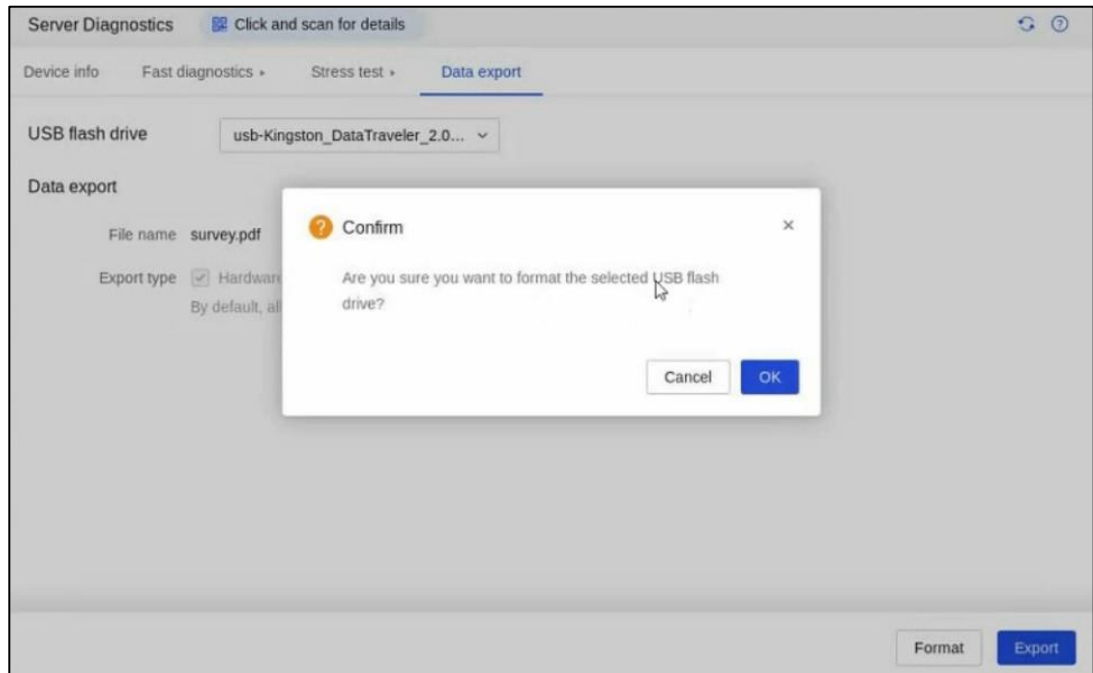 Server Diagnostics Click and scan for details
Device info Fast diagnostics Stress test Data export
USB flash drive usb-Kingston_DataTraveler_2.0...
Data export
File name survey.pdf
Export type Hardware
By default, all
? Confirm ×
Are you sure you want to format the selected USB flash
drive?
Cancel OK
Format Export